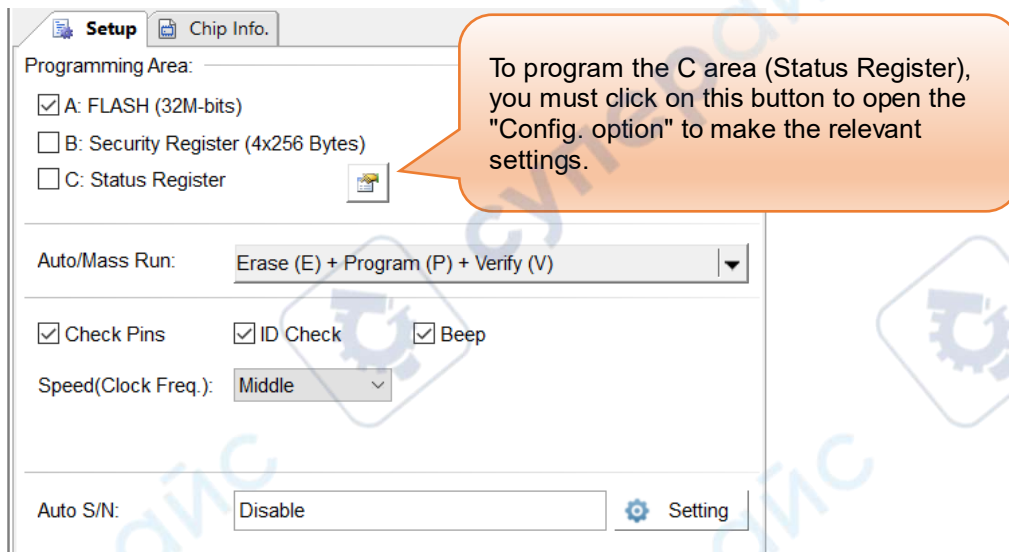 Setup
Chip Info.
Programming Area:
To program the C area (Status Register),
you must click on this button to open the
"Config. option" to make the relevant
settings.
A: FLASH (32M-bits)
B: Security Register (4x256 Bytes)
C: Status Register
Auto/Mass Run:
Erase (E) + Program (P) + Verify (V)
Check Pins
ID Check
Beep
Speed(Clock Freq.):
Middle
Auto S/N:
Disable
Setting